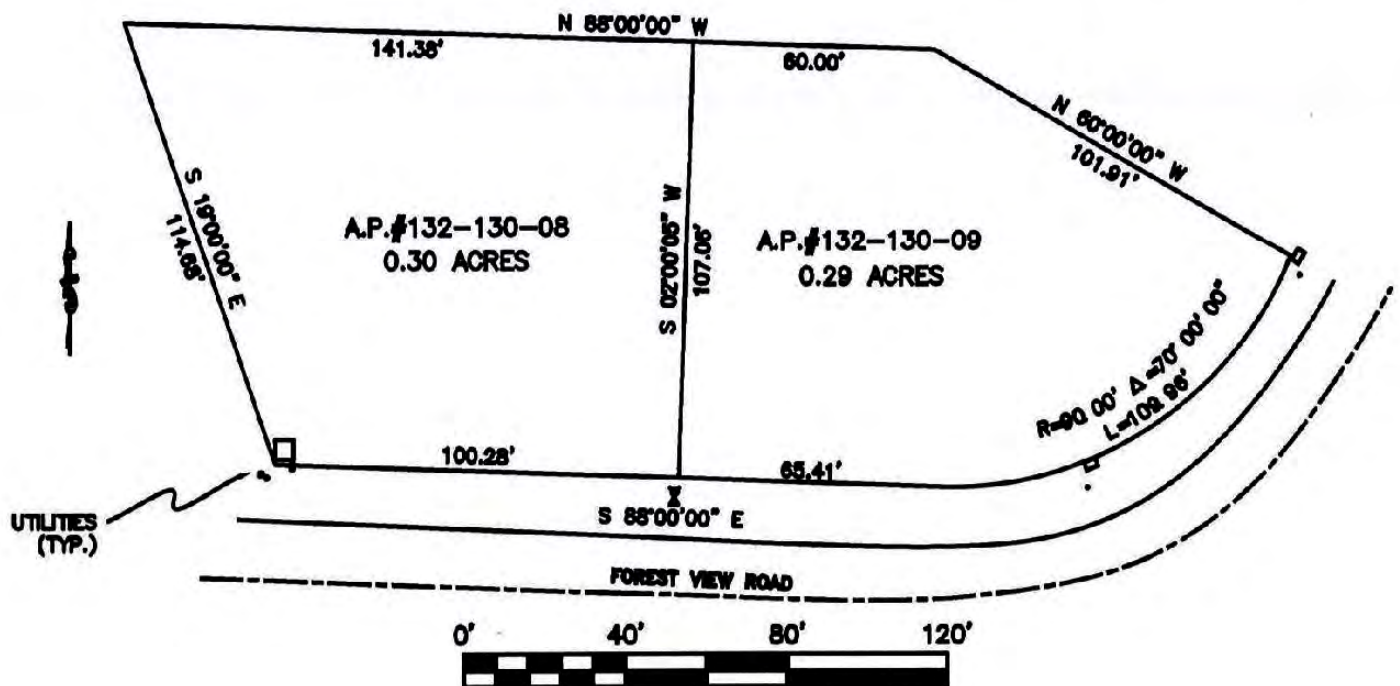 N 88°00'00" W
141.38'
60.00'
N 60°00'00" W
101.91'
S 19°00'00" E
114.68'
A.P.#132-130-08
0.30 ACRES
S 02°00'05" W
107.06'
A.P.#132-130-09
0.29 ACRES
R=90.00' Δ=70° 00' 00"
L=109.96'
100.28'
65.41'
S 88°00'00" E
UTILITIES
(TYP.)
FOREST VIEW ROAD
0' 40' 80' 120'